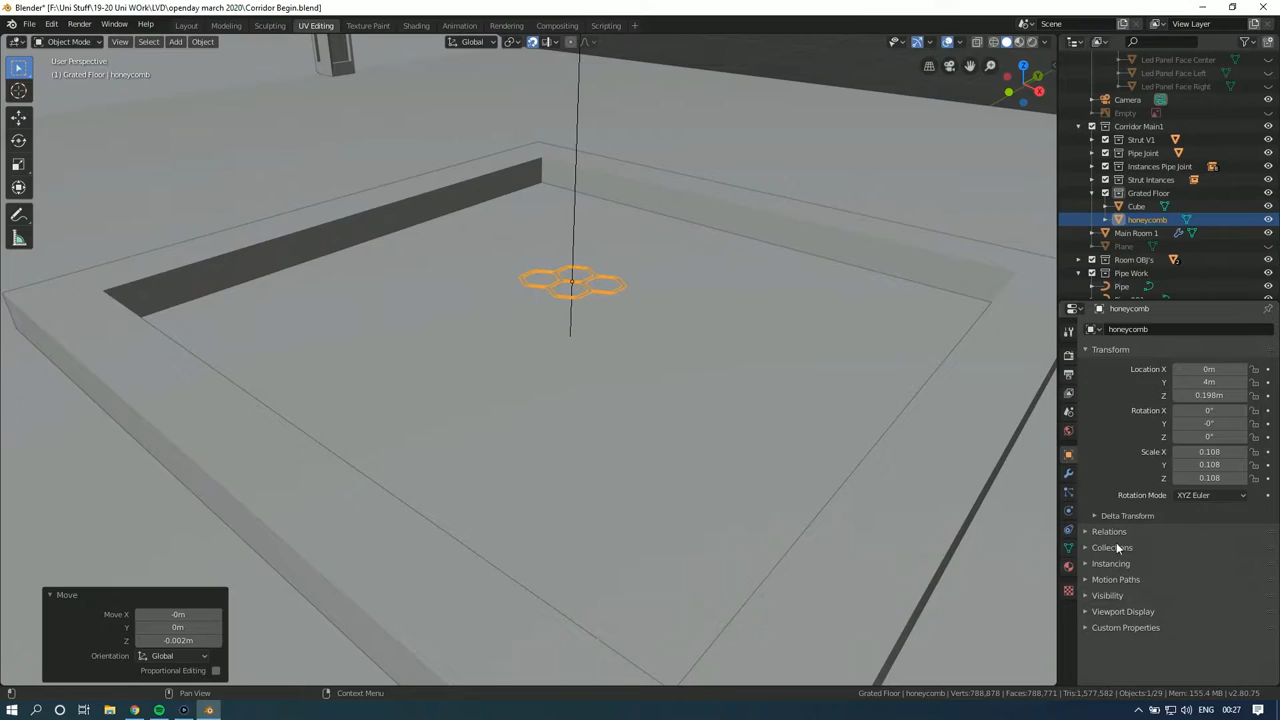 Blender* [F:\Uni Stuff\19-20 Uni WOrk\LVD\openday march 2020\Corridor Begin.blend]
File Edit Render Window Help Layout Modeling Sculpting UV Editing Texture Paint Shading Animation Rendering Compositing Scripting + Scene View Layer
Object Mode View Select Add Object Global
User Perspective
(1) Grated Floor | honeycomb
Z
Y
X
Led Panel Face Center
Led Panel Face Left
Led Panel Face Right
Camera
Empty
Corridor Main1
Strut V1
Pipe Joint
Instances Pipe Joint
Strut Intances
Grated Floor
Cube
honeycomb
Main Room 1
Plane
Room OBJ's
Pipe Work
Pipe
honeycomb
honeycomb
Transform
Location X 0m
Y 4m
Z 0.198m
Rotation X 0°
Y -0°
Z 0°
Scale X 0.108
Y 0.108
Z 0.108
Rotation Mode XYZ Euler
Delta Transform
Relations
Collections
Instancing
Motion Paths
Visibility
Viewport Display
Custom Properties
Move
Move X -0m
Y 0m
Z -0.002m
Orientation Global
Proportional Editing
Pan View Context Menu Grated Floor | honeycomb | Verts:788,878 | Faces:788,771 | Tris:1,577,582 | Objects:1/29 | Mem: 155.4 MB | v2.80.75
ENG 00:27